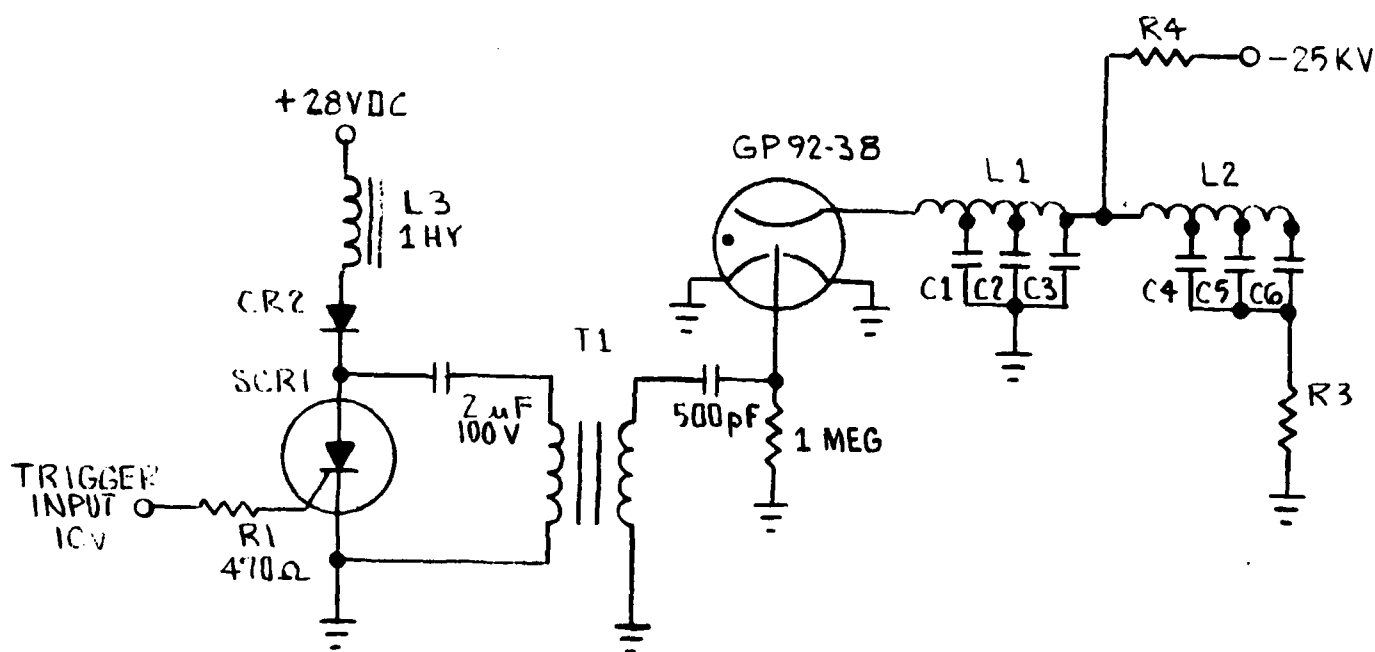 R4
-25KV
+28VDC
GP92-38
L1
L2
L3
1HY
C1
C2
C3
C4
C5
C6
CR2
T1
SCR1
2uF
100V
500pF
1 MEG
R3
TRIGGER
INPUT
10V
R1
470Ω